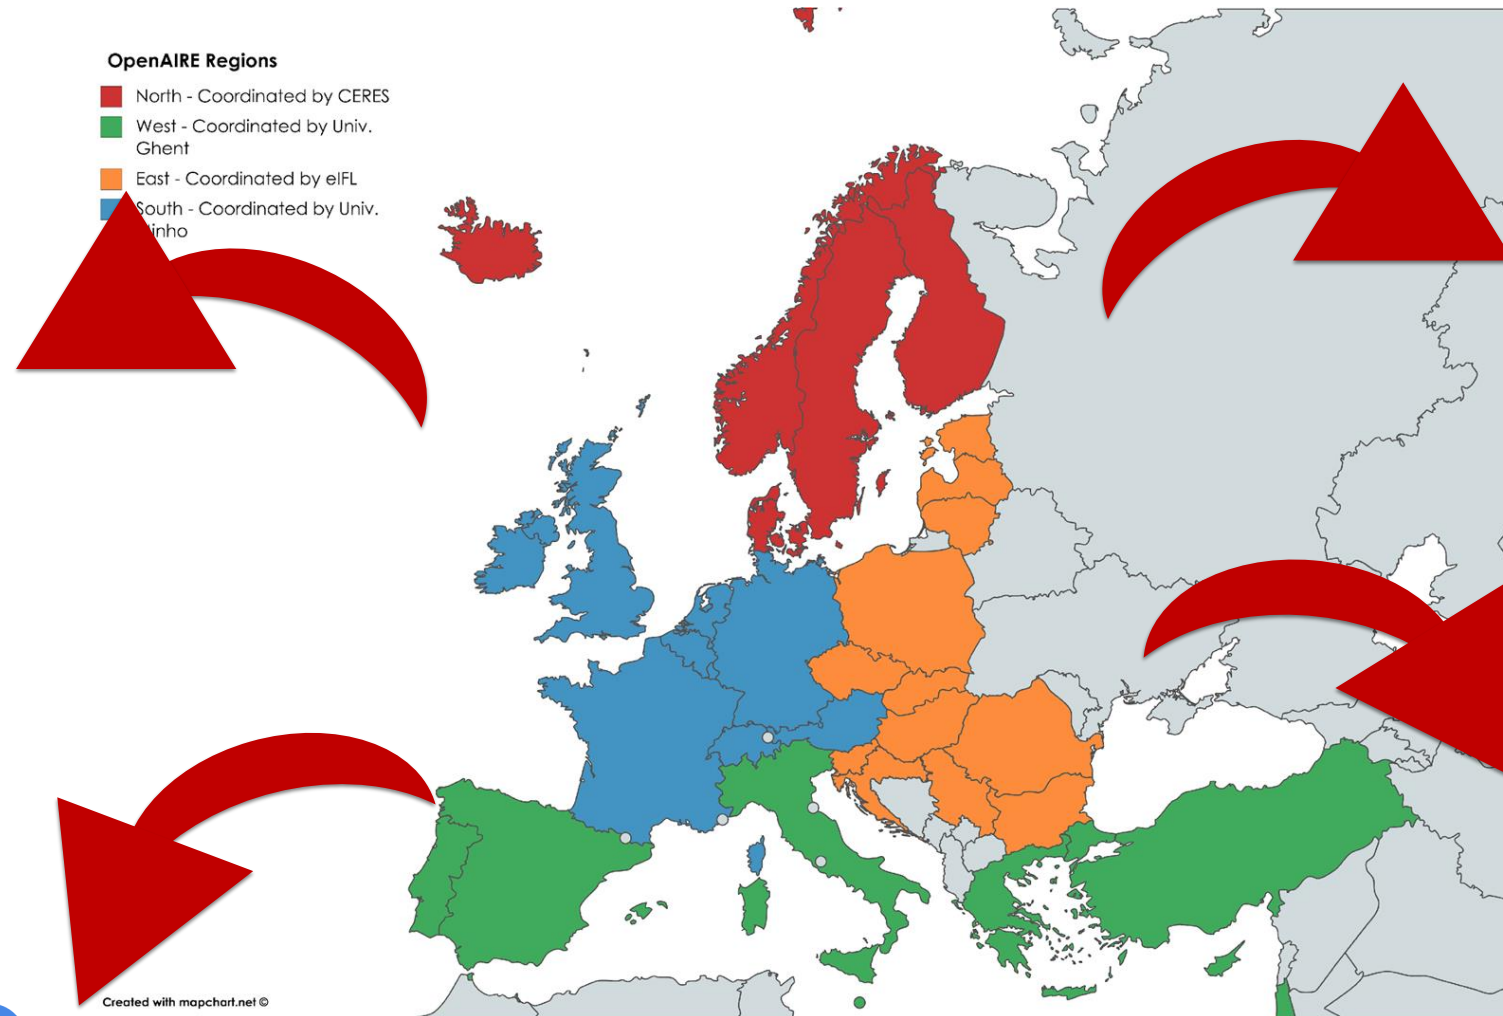 OpenAIRE Regions
North - Coordinated by CERES
West - Coordinated by Univ.
Ghent
East - Coordinated by eIFL
South - Coordinated by Univ.
inho
Created with mapchart.net ©